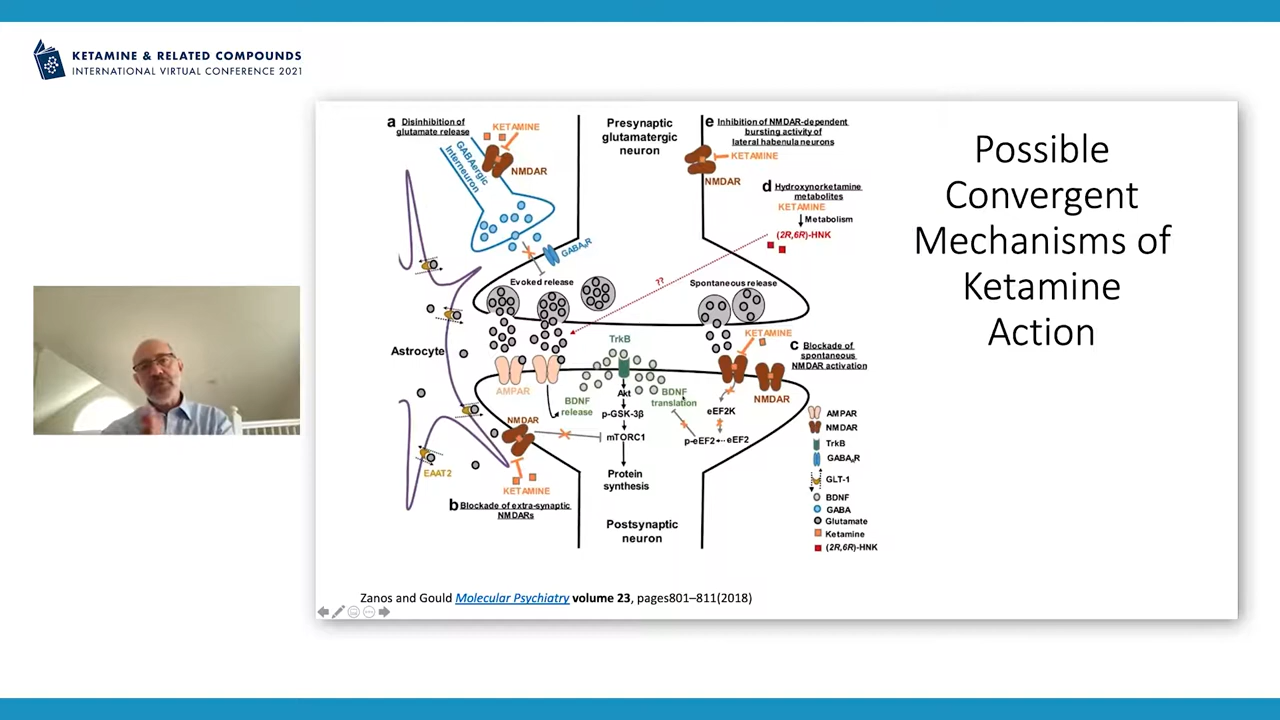 KETAMINE & RELATED COMPOUNDS
INTERNATIONAL VIRTUAL CONFERENCE 2021
Possible
Convergent
Mechanisms of
Ketamine
Action
a
Disinhibition of
glutamate release
KETAMINE
GABAergic
Interneuron
NMDAR
Presynaptic
glutamatergic
neuron
e
Inhibition of NMDAR-dependent
bursting activity of
lateral habenula neurons
KETAMINE
NMDAR
d
Hydroxynorketamine
metabolites
KETAMINE
Metabolism
(2R,6R)-HNK
GABAAR
??
Evoked release
Spontaneous release
Astrocyte
TrkB
KETAMINE
c
Blockade of
spontaneous
NMDAR activation
AMPAR
BDNF
release
Akt
p-GSK-3β
mTORC1
Protein
synthesis
BDNF
translation
eEF2K
p-eEF2
eEF2
NMDAR
NMDAR
EAAT2
KETAMINE
b
Blockade of extra-synaptic
NMDARs
Postsynaptic
neuron
AMPAR
NMDAR
TrkB
GABAAR
GLT-1
BDNF
GABA
Glutamate
Ketamine
(2R,6R)-HNK
Zanos and Gould Molecular Psychiatry volume 23, pages801–811(2018)